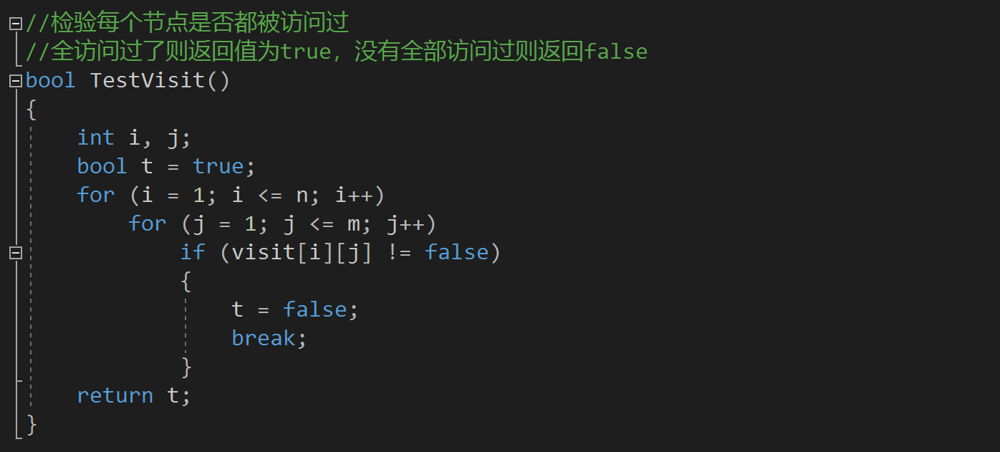 //检验每个节点是否都被访问过
//全访问过了则返回值为true，没有全部访问过则返回false
bool TestVisit()
{
    int i, j;
    bool t = true;
    for (i = 1; i <= n; i++)
        for (j = 1; j <= m; j++)
            if (visit[i][j] != false)
            {
                t = false;
                break;
            }
    return t;
}